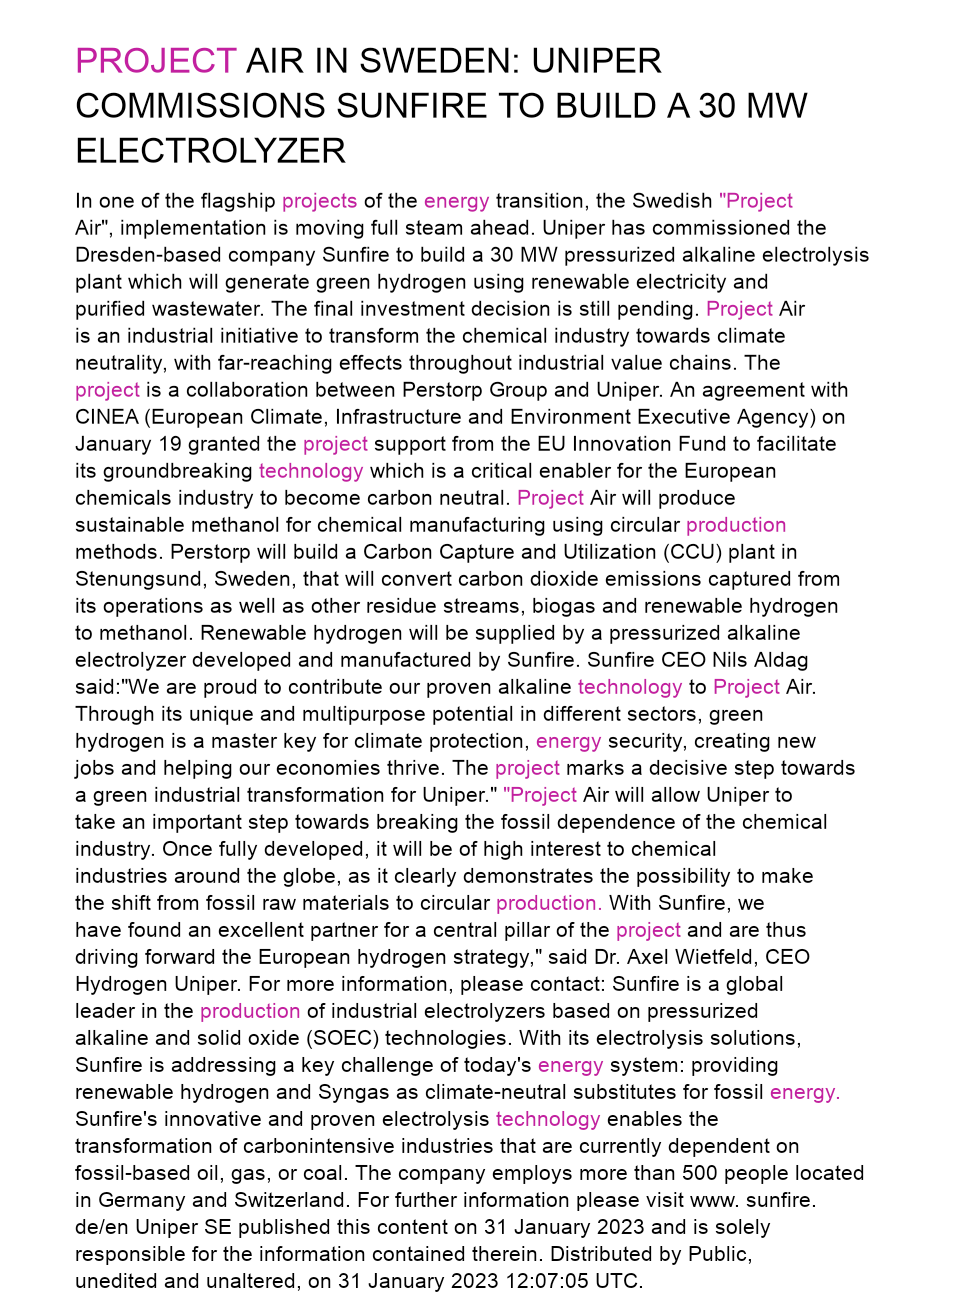 PROJECT AIR IN SWEDEN: UNIPER
COMMISSIONS SUNFIRE TO BUILD A 30 MW
ELECTROLYZER
In one of the flagship projects of the energy transition, the Swedish "Project
Air", implementation is moving full steam ahead. Uniper has commissioned the
Dresden-based company Sunfire to build a 30 MW pressurized alkaline electrolysis
plant which will generate green hydrogen using renewable electricity and
purified wastewater. The final investment decision is still pending. Project Air
is an industrial initiative to transform the chemical industry towards climate
neutrality, with far-reaching effects throughout industrial value chains. The
project is a collaboration between Perstorp Group and Uniper. An agreement with
CINEA (European Climate, Infrastructure and Environment Executive Agency) on
January 19 granted the project support from the EU Innovation Fund to facilitate
its groundbreaking technology which is a critical enabler for the European
chemicals industry to become carbon neutral. Project Air will produce
sustainable methanol for chemical manufacturing using circular production
methods. Perstorp will build a Carbon Capture and Utilization (CCU) plant in
Stenungsund, Sweden, that will convert carbon dioxide emissions captured from
its operations as well as other residue streams, biogas and renewable hydrogen
to methanol. Renewable hydrogen will be supplied by a pressurized alkaline
electrolyzer developed and manufactured by Sunfire. Sunfire CEO Nils Aldag
said:"We are proud to contribute our proven alkaline technology to Project Air.
Through its unique and multipurpose potential in different sectors, green
hydrogen is a master key for climate protection, energy security, creating new
jobs and helping our economies thrive. The project marks a decisive step towards
a green industrial transformation for Uniper." "Project Air will allow Uniper to
take an important step towards breaking the fossil dependence of the chemical
industry. Once fully developed, it will be of high interest to chemical
industries around the globe, as it clearly demonstrates the possibility to make
the shift from fossil raw materials to circular production. With Sunfire, we
have found an excellent partner for a central pillar of the project and are thus
driving forward the European hydrogen strategy," said Dr. Axel Wietfeld, CEO
Hydrogen Uniper. For more information, please contact: Sunfire is a global
leader in the production of industrial electrolyzers based on pressurized
alkaline and solid oxide (SOEC) technologies. With its electrolysis solutions,
Sunfire is addressing a key challenge of today's energy system: providing
renewable hydrogen and Syngas as climate-neutral substitutes for fossil energy.
Sunfire's innovative and proven electrolysis technology enables the
transformation of carbonintensive industries that are currently dependent on
fossil-based oil, gas, or coal. The company employs more than 500 people located
in Germany and Switzerland. For further information please visit www. sunfire.
de/en Uniper SE published this content on 31 January 2023 and is solely
responsible for the information contained therein. Distributed by Public,
unedited and unaltered, on 31 January 2023 12:07:05 UTC.